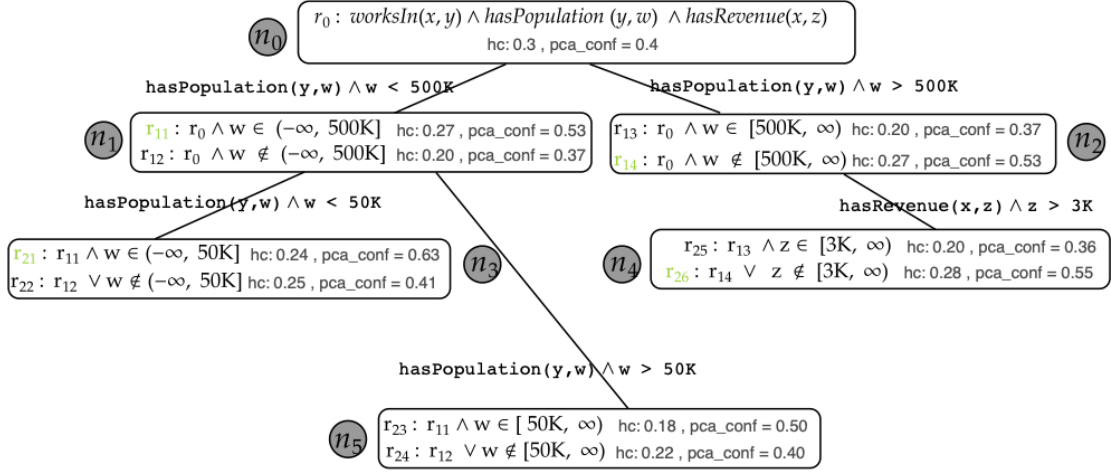 r0 : worksIn(x, y) ∧ hasPopulation (y, w) ∧ hasRevenue(x, z)
n0
hc: 0.3 , pca_conf = 0.4
hasPopulation(y,w) ∧ w < 500K
hasPopulation(y,w) ∧ w > 500K
n1
r11 : r0 ∧ w ∈ (−∞, 500K] hc: 0.27 , pca_conf = 0.53
r12 : r0 ∧ w ∉ (−∞, 500K] hc: 0.20 , pca_conf = 0.37
r13 : r0 ∧ w ∈ [500K, ∞) hc: 0.20 , pca_conf = 0.37
r14 : r0 ∧ w ∉ [500K, ∞) hc: 0.27 , pca_conf = 0.53
n2
hasPopulation(y,w) ∧ w < 50K
hasRevenue(x,z) ∧ z > 3K
r21 : r11 ∧ w ∈ (−∞, 50K] hc: 0.24 , pca_conf = 0.63
r22 : r12 ∨ w ∉ (−∞, 50K] hc: 0.25 , pca_conf = 0.41
n3
n4
r25 : r13 ∧ z ∈ [3K, ∞) hc: 0.20 , pca_conf = 0.36
r26 : r14 ∨ z ∉ [3K, ∞) hc: 0.28 , pca_conf = 0.55
hasPopulation(y,w) ∧ w > 50K
n5
r23 : r11 ∧ w ∈ [ 50K, ∞) hc: 0.18 , pca_conf = 0.50
r24 : r12 ∨ w ∉ [50K, ∞) hc: 0.22 , pca_conf = 0.40